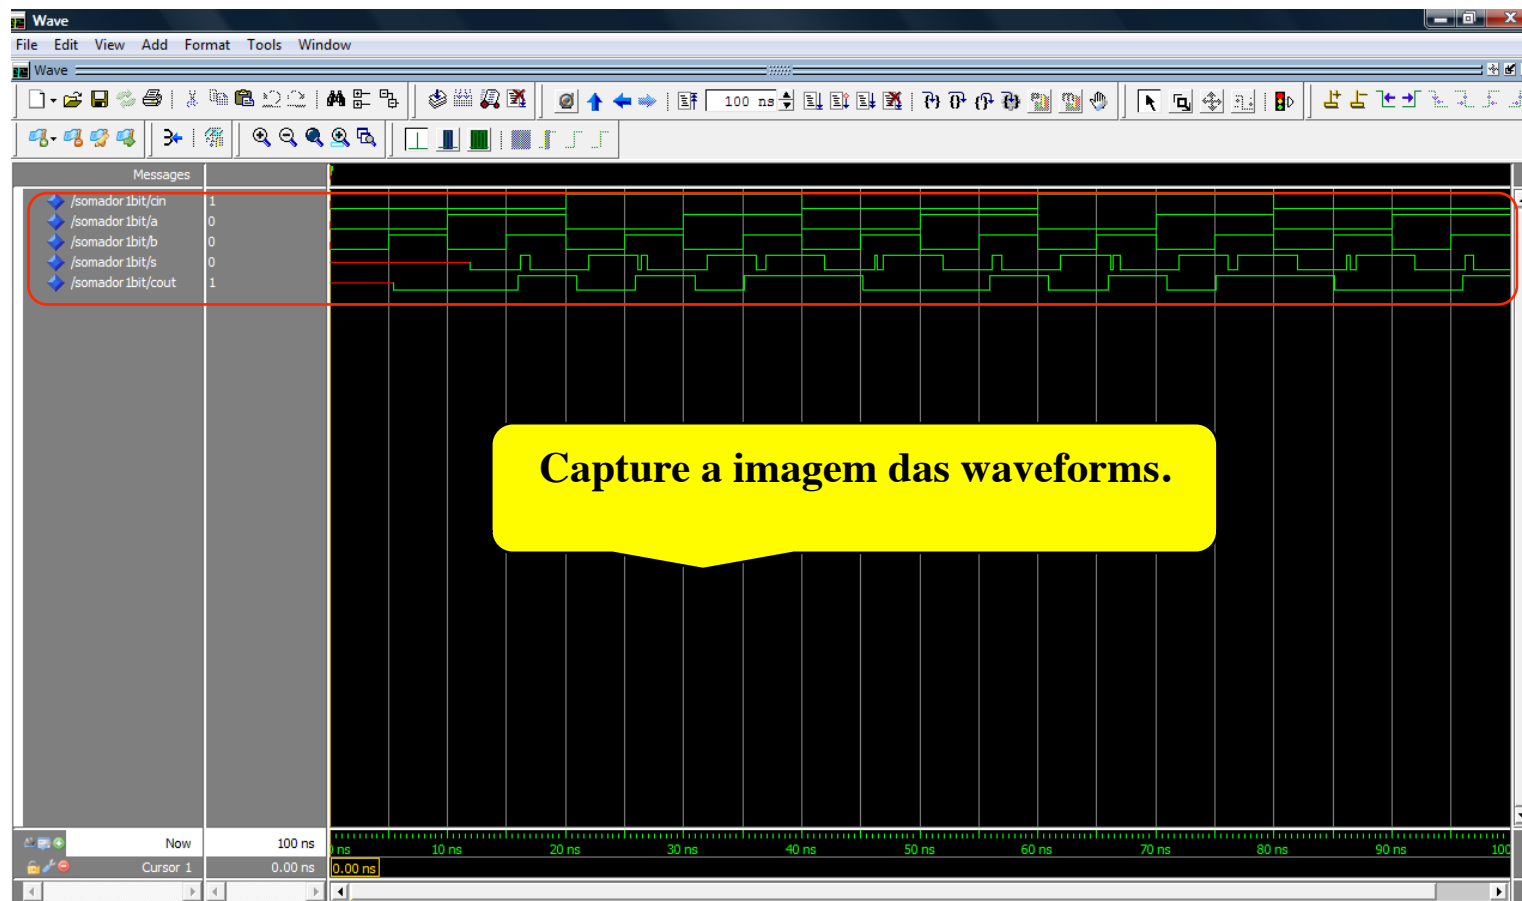 Wave
File Edit View Add Format Tools Window
Wave
100 ns
Messages
/somador1bit/cin 1
/somador1bit/a 0
/somador1bit/b 0
/somador1bit/s 0
/somador1bit/cout 1
Capture a imagem das waveforms.
Now 100 ns
ns 10 ns 20 ns 30 ns 40 ns 50 ns 60 ns 70 ns 80 ns 90 ns 100
Cursor 1 0.00 ns 0.00 ns